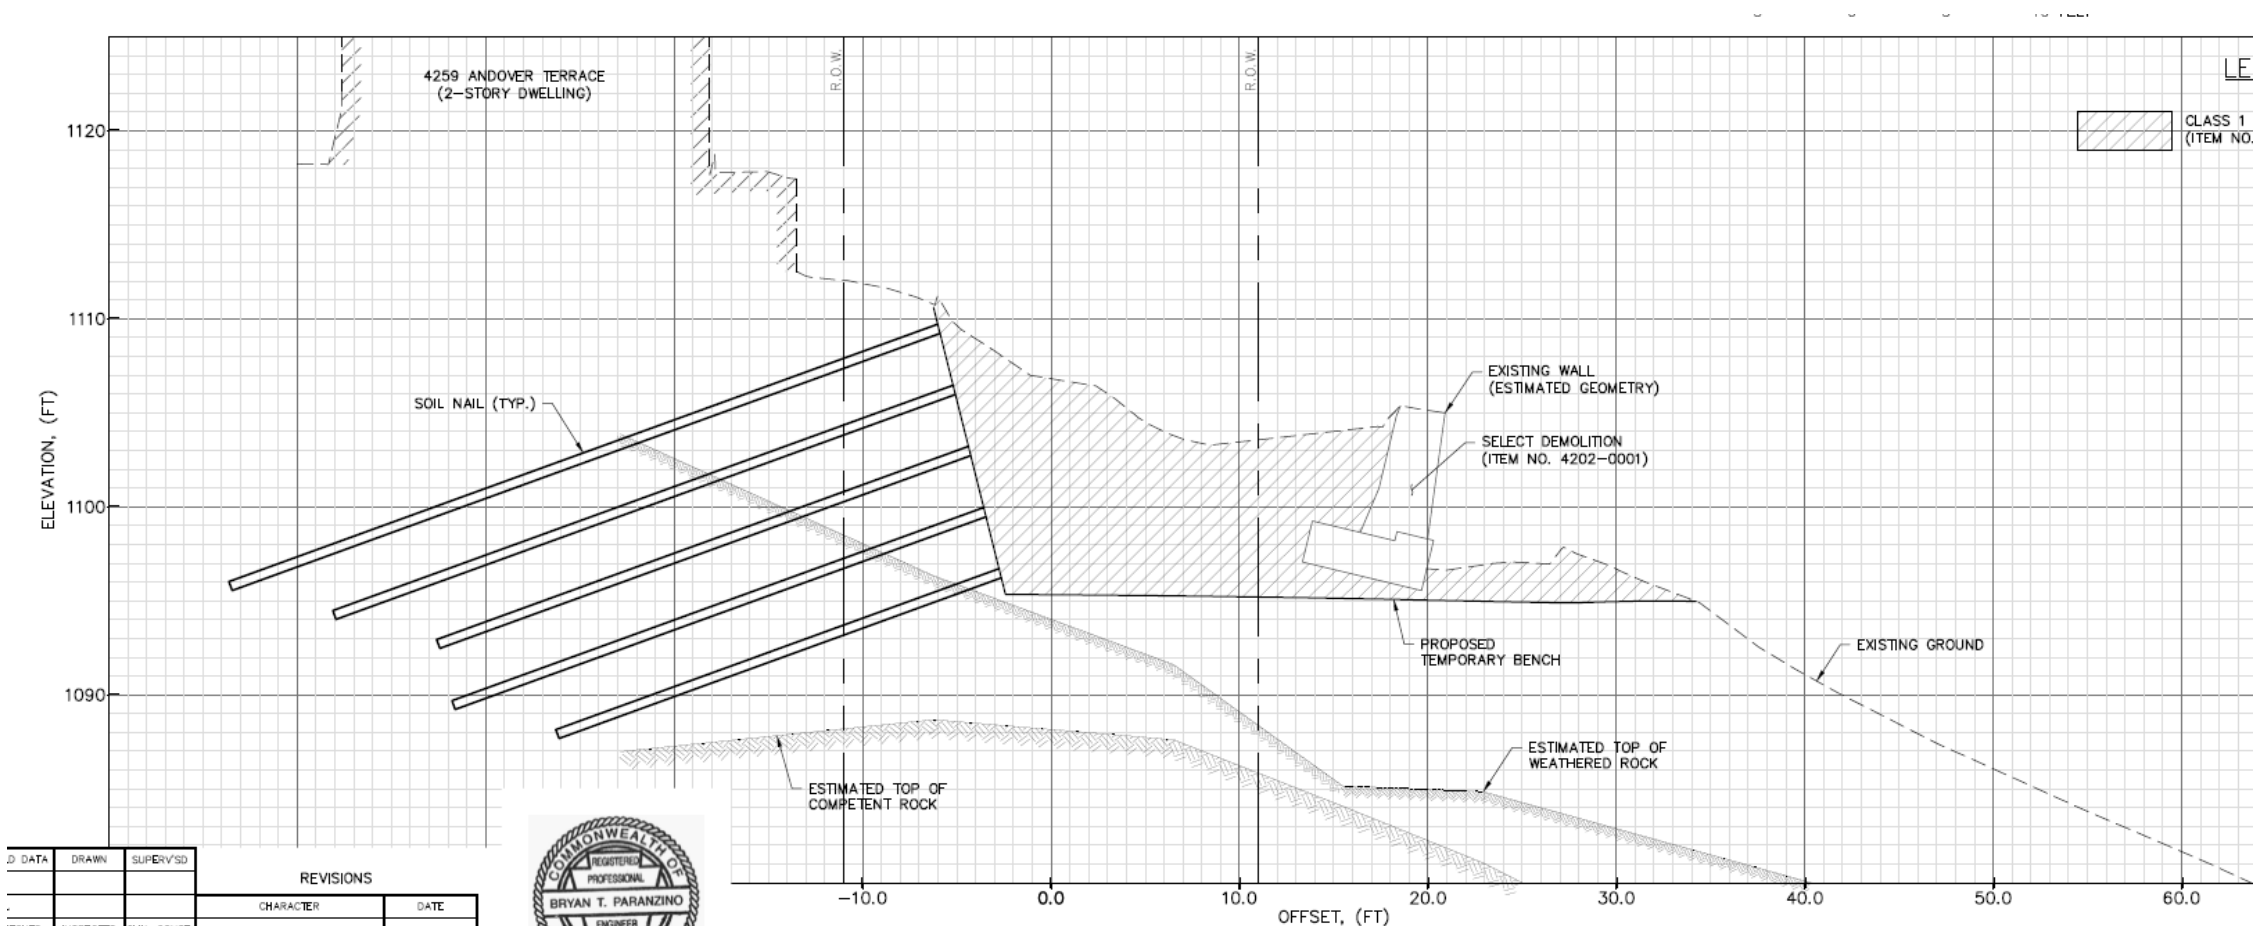 LE
4259 ANDOVER TERRACE
(2-STORY DWELLING)
R.O.W.
R.O.W.
CLASS 1
(ITEM NO.
1120
1110
1100
1090
ELEVATION, (FT)
SOIL NAIL (TYP.)
EXISTING WALL
(ESTIMATED GEOMETRY)
SELECT DEMOLITION
(ITEM NO. 4202-0001)
PROPOSED
TEMPORARY BENCH
EXISTING GROUND
ESTIMATED TOP OF
WEATHERED ROCK
ESTIMATED TOP OF
COMPETENT ROCK
-10.0 0.0 10.0 20.0 30.0 40.0 50.0 60.0
OFFSET, (FT)
DATA DRAWN SUPERV'SD
REVISIONS
CHARACTER DATE
COMMONWEALTH OF
REGISTERED
PROFESSIONAL
BRYAN T. PARANZINO
ENGINEER